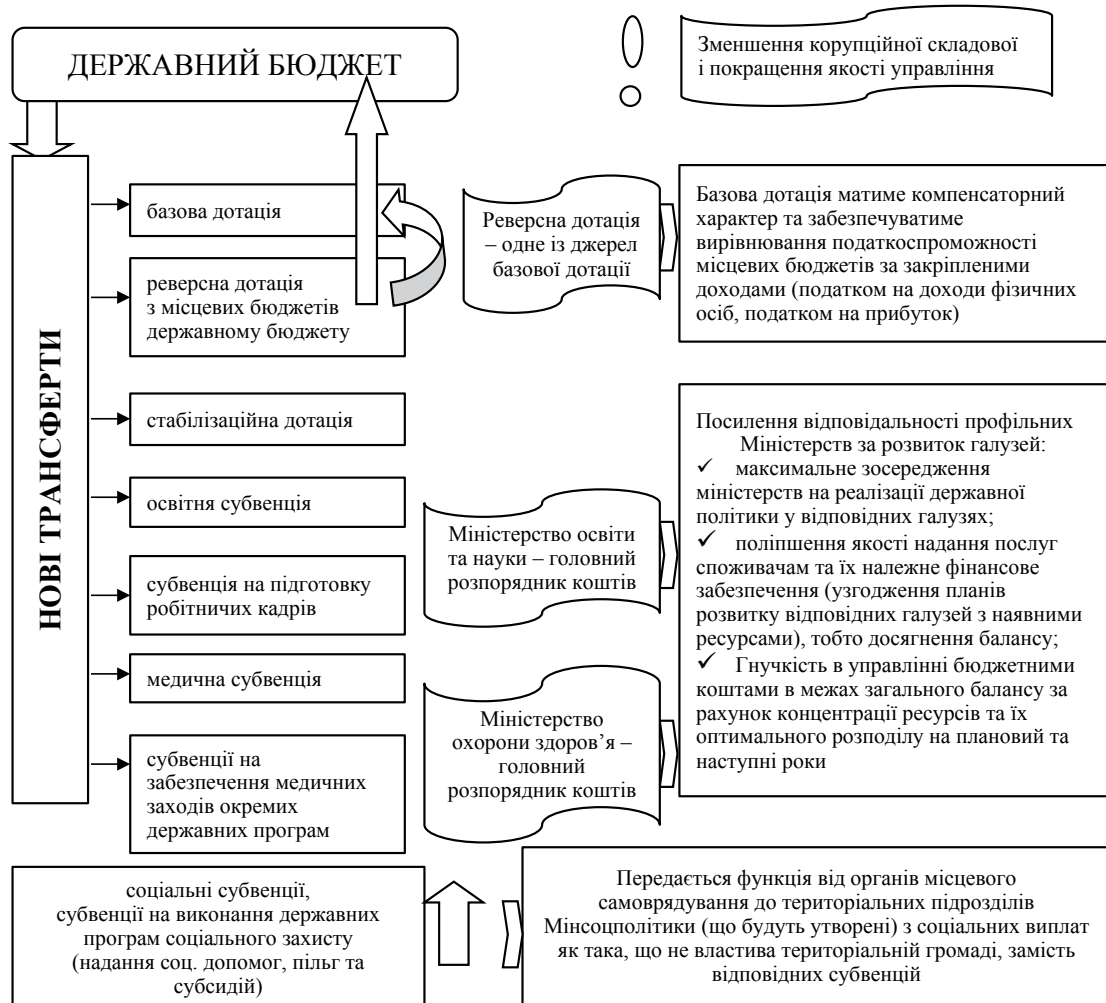 ДЕРЖАВНИЙ БЮДЖЕТ
Зменшення корупційної складової
і покращення якості управління
НОВІ ТРАНСФЕРТИ
базова дотація
реверсна дотація
з місцевих бюджетів
державному бюджету
Реверсна дотація
– одне із джерел
базової дотації
Базова дотація матиме компенсаторний
характер та забезпечуватиме
вирівнювання податкоспроможності
місцевих бюджетів за закріпленими
доходами (податком на доходи фізичних
осіб, податком на прибуток)
стабілізаційна дотація
освітня субвенція
субвенція на підготовку
робітничих кадрів
медична субвенція
субвенції на
забезпечення медичних
заходів окремих
державних програм
Міністерство освіти
та науки – головний
розпорядник коштів
Міністерство
охорони здоров’я –
головний
розпорядник коштів
Посилення відповідальності профільних
Міністерств за розвиток галузей:
✓ максимальне зосередження
міністерств на реалізації державної
політики у відповідних галузях;
✓ поліпшення якості надання послуг
споживачам та їх належне фінансове
забезпечення (узгодження планів
розвитку відповідних галузей з наявними
ресурсами), тобто досягнення балансу;
✓ Гнучкість в управлінні бюджетними
коштами в межах загального балансу за
рахунок концентрації ресурсів та їх
оптимального розподілу на плановий та
наступні роки
соціальні субвенції,
субвенції на виконання державних
програм соціального захисту
(надання соц. допомог, пільг та
субсидій)
Передається функція від органів місцевого
самоврядування до територіальних підрозділів
Мінсоцполітики (що будуть утворені) з соціальних виплат
як така, що не властива територіальній громаді, замість
відповідних субвенцій